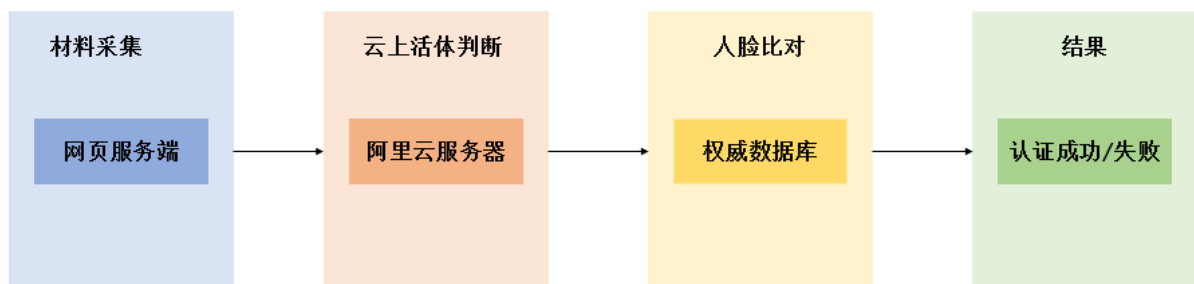 材料采集
云上活体判断
人脸比对
结果
网页服务端
阿里云服务器
权威数据库
认证成功/失败